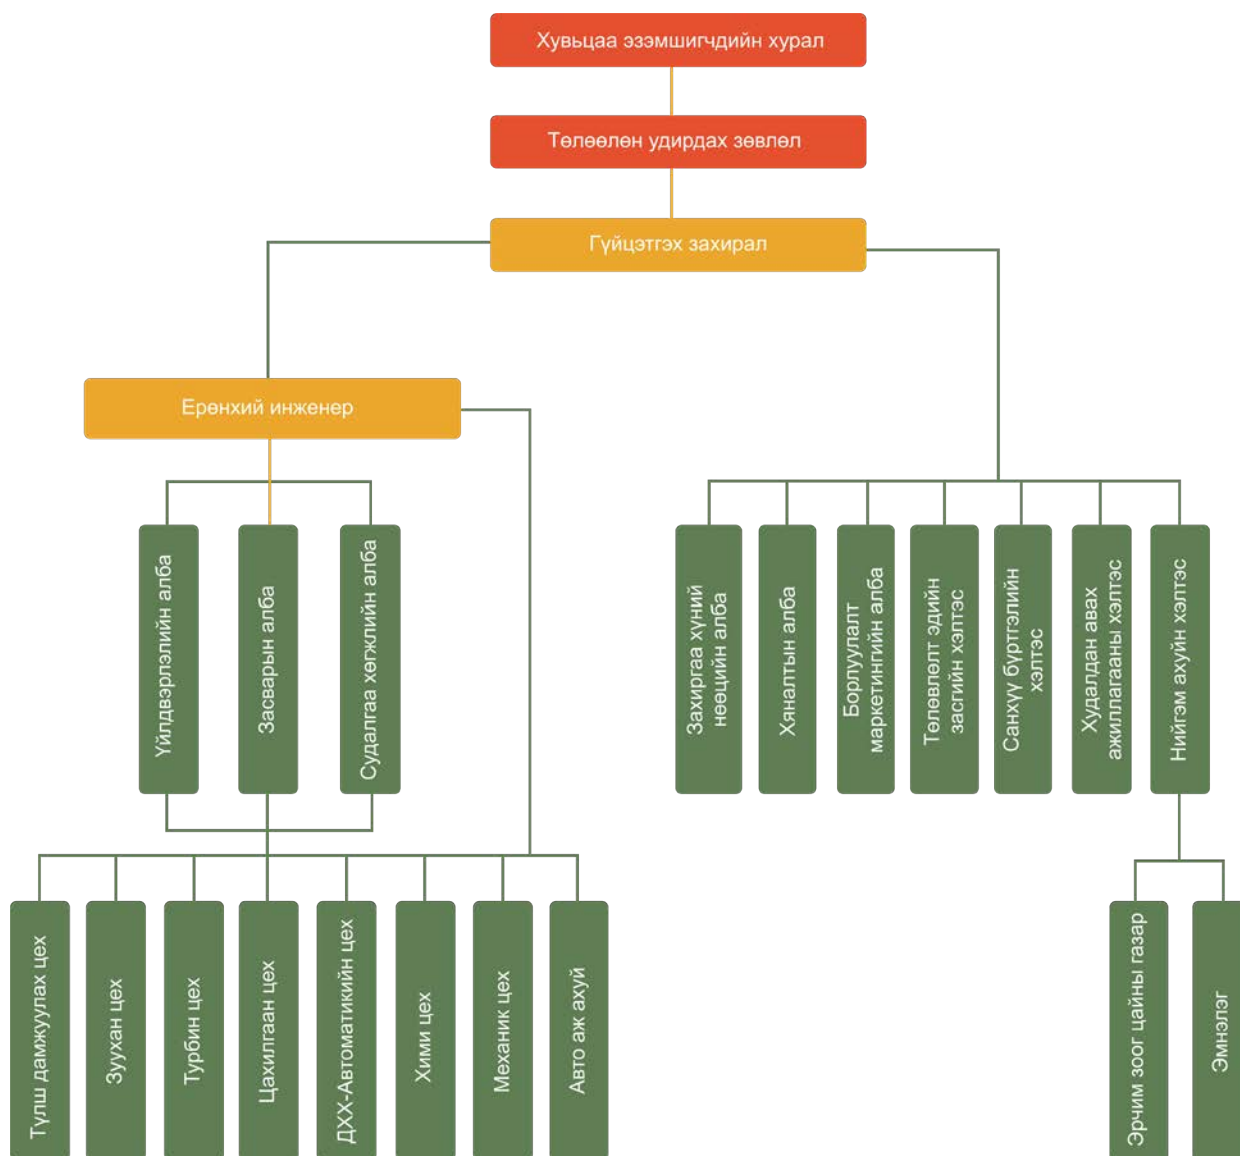 Хувьцаа эзэмшигчдийн хурал
Төлөөлөн удирдах зөвлөл
Гүйцэтгэх захирал
Ерөнхий инженер
Үйлдвэрлэлийн алба
Засварын алба
Судалгаа хөгжлийн алба
Захиргаа хүний
нөөцийн алба
Хяналтын алба
Борлуулалт
маркетингийн алба
Төлөвлөлт эдийн
засгийн хэлтэс
Санхүү бүртгэлийн
хэлтэс
Худалдан авах
ажиллагааны хэлтэс
Нийгэм ахуйн хэлтэс
Түлш дамжуулах цех
Зуухан цех
Турбин цех
Цахилгаан цех
ДХХ-Автоматикийн цех
Хими цех
Механик цех
Авто аж ахуй
Эрчим зоог цайны газар
Эмнэлэг